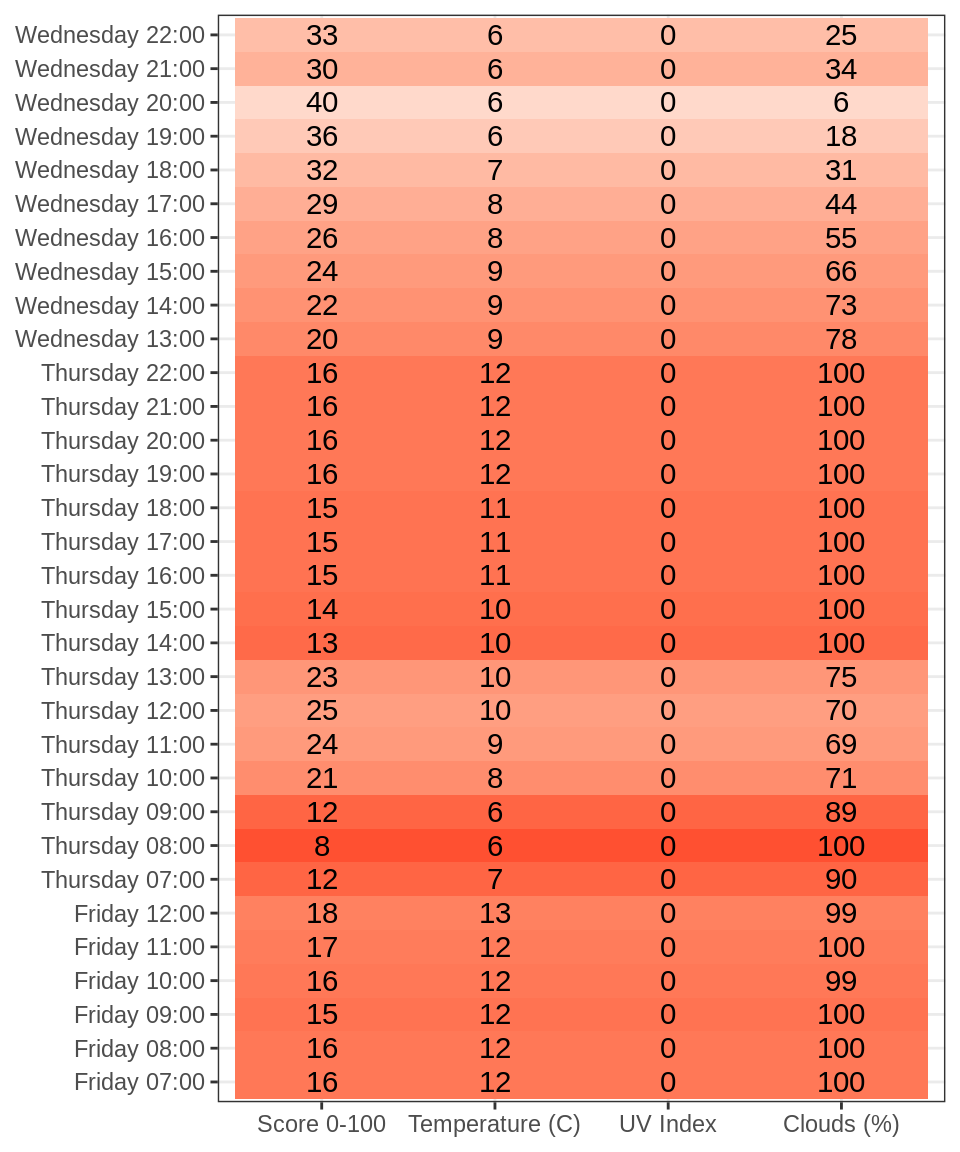 Wednesday 22:00 33 6 0 25
Wednesday 21:00 30 6 0 34
Wednesday 20:00 40 6 0 6
Wednesday 19:00 36 6 0 18
Wednesday 18:00 32 7 0 31
Wednesday 17:00 29 8 0 44
Wednesday 16:00 26 8 0 55
Wednesday 15:00 24 9 0 66
Wednesday 14:00 22 9 0 73
Wednesday 13:00 20 9 0 78
Thursday 22:00 16 12 0 100
Thursday 21:00 16 12 0 100
Thursday 20:00 16 12 0 100
Thursday 19:00 16 12 0 100
Thursday 18:00 15 11 0 100
Thursday 17:00 15 11 0 100
Thursday 16:00 15 11 0 100
Thursday 15:00 14 10 0 100
Thursday 14:00 13 10 0 100
Thursday 13:00 23 10 0 75
Thursday 12:00 25 10 0 70
Thursday 11:00 24 9 0 69
Thursday 10:00 21 8 0 71
Thursday 09:00 12 6 0 89
Thursday 08:00 8 6 0 100
Thursday 07:00 12 7 0 90
Friday 12:00 18 13 0 99
Friday 11:00 17 12 0 100
Friday 10:00 16 12 0 99
Friday 09:00 15 12 0 100
Friday 08:00 16 12 0 100
Friday 07:00 16 12 0 100
Score 0-100 Temperature (C) UV Index Clouds (%)